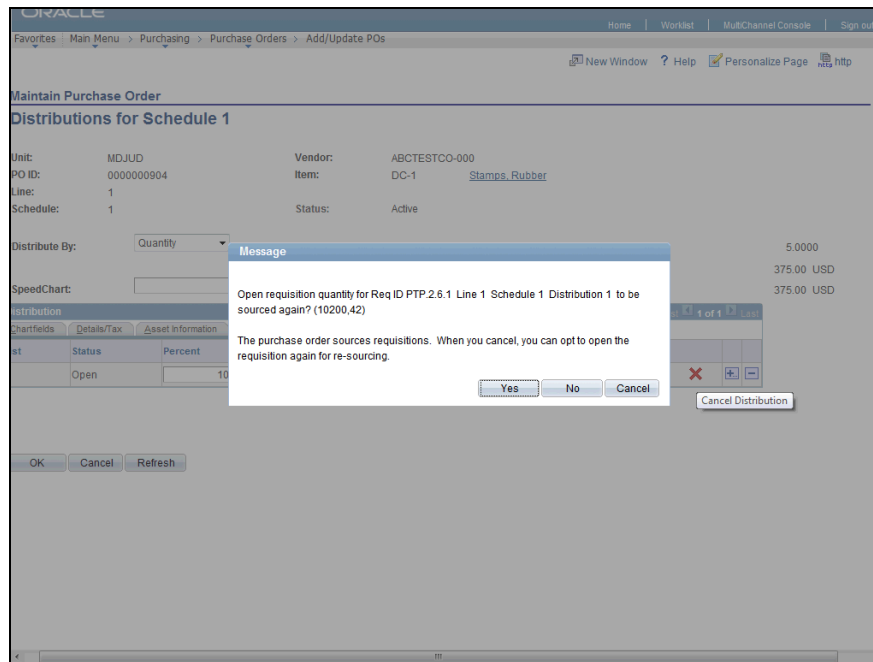 ORACLE
Home | Worklist | MultiChannel Console | Sign out
Favorites | Main Menu > Purchasing > Purchase Orders > Add/Update POs
New Window ? Help Personalize Page http
Maintain Purchase Order
Distributions for Schedule 1
Unit: MDJUD Vendor: ABCTESTCO-000
PO ID: 0000000904 Item: DC-1 Stamps, Rubber
Line: 1
Schedule: 1 Status: Active
Distribute By: Quantity 5.0000
375.00 USD
SpeedChart: 375.00 USD
Message
Open requisition quantity for Req ID PTP.2.6.1 Line 1 Schedule 1 Distribution 1 to be
sourced again? (10200,42)
The purchase order sources requisitions. When you cancel, you can opt to open the
requisition again for re-sourcing.
Yes No Cancel
Distribution 1 of 1 Last
Chartfields Details/Tax Asset Information
Status Percent
Open 10
Cancel Distribution
OK Cancel Refresh